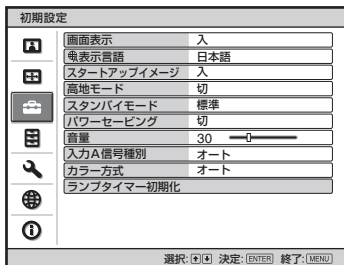 初期設定
画面表示 入
表示言語 日本語
スタートアップイメージ 入
高地モード 切
スタンバイモード 標準
パワーセービング 切
音量 30
入力A信号種別 オート
カラー方式 オート
ランプタイマー初期化
選択: 決定:ENTER 終了:MENU